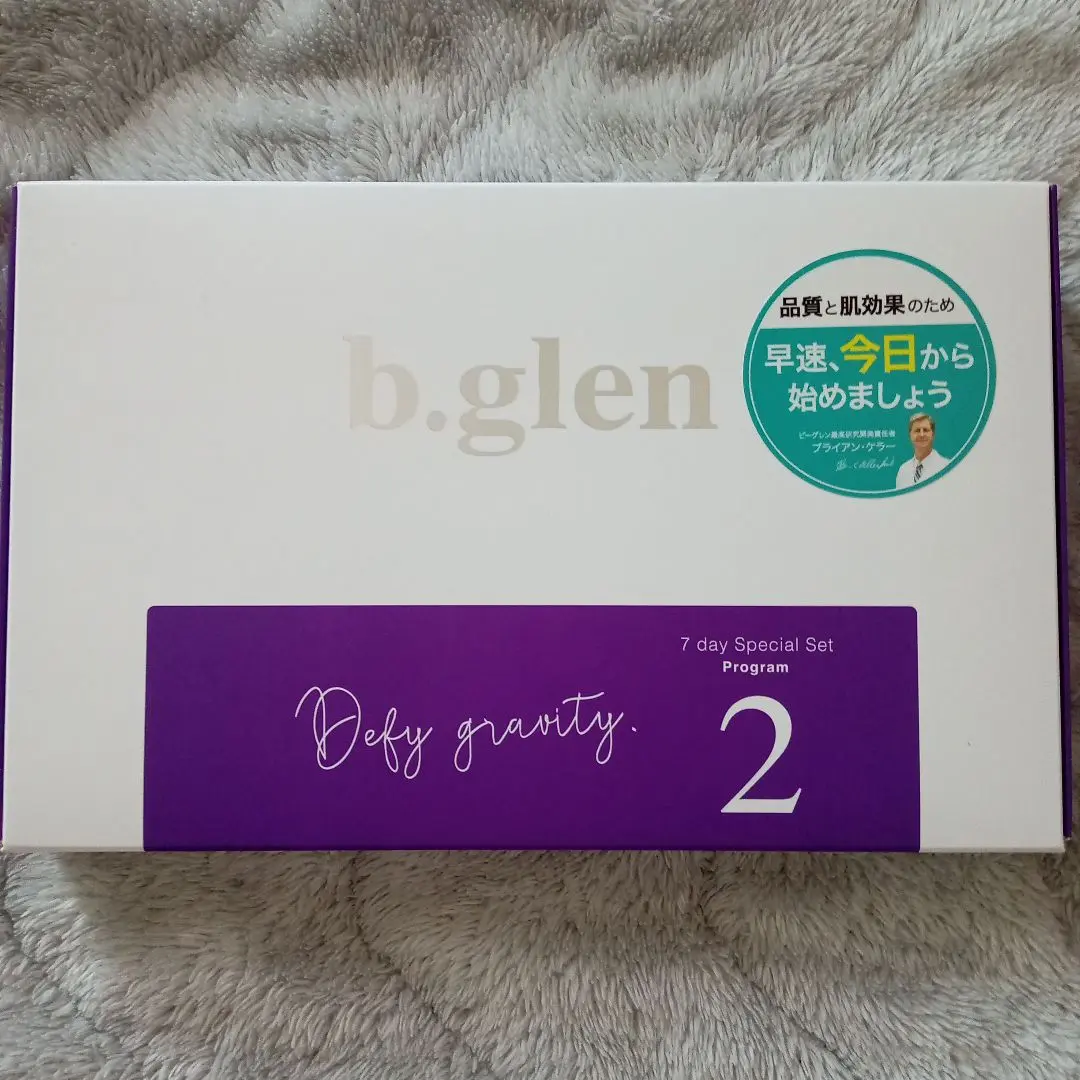 b.glen
品質と肌効果のため
早速、今日から
始めましょう
ビーグレン最高研究開発責任者
ブライアン・ケラー
7 day Special Set
Program
2
Defy gravity.